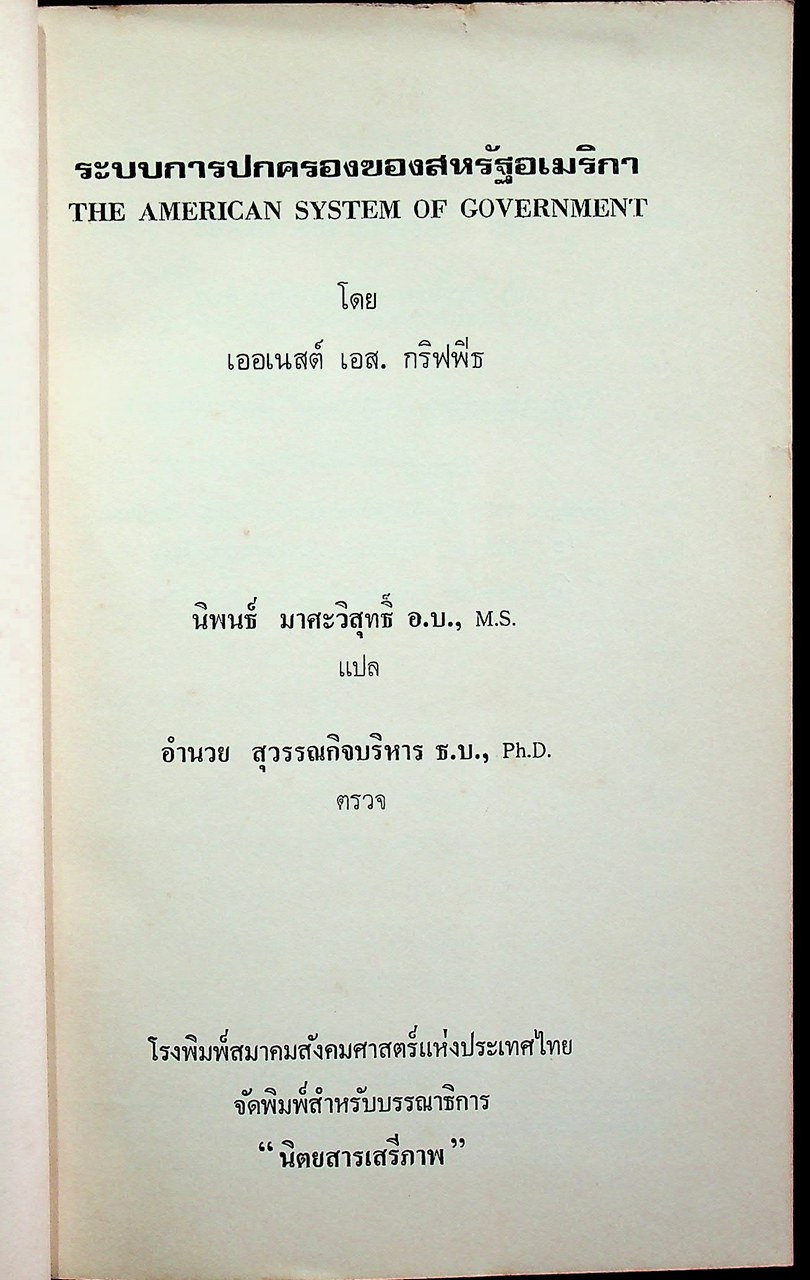 ระบบการปกครองของสหรัฐอเมริกา
THE AMERICAN SYSTEM OF GOVERNMENT
โดย
เออเนสต์ เอส. กริฟฟิ่ธ
นิพนธ์ มาศะวิสุทธิ์ อ.บ., M.S.
แปล
อำนวย สุวรรณกิจบริหาร ธ.บ., Ph.D.
ตรวจ
โรงพิมพ์สมาคมสังคมศาสตร์แห่งประเทศไทย
จัดพิมพ์สำหรับบรรณาธิการ
“ นิตยสารเสรีภาพ ”